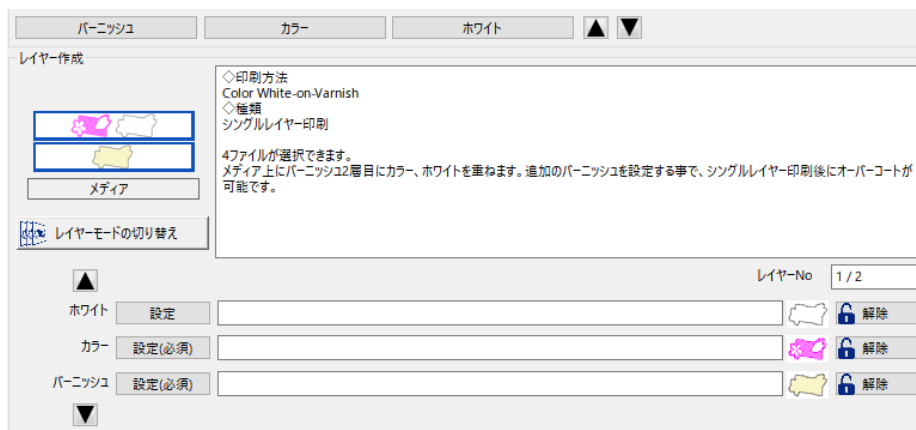 バーニッシュ カラー ホワイト ▲ ▼
レイヤー作成
◇印刷方法
Color White-on-Varnish
◇種類
シングルレイヤー印刷
4ファイルが選択できます。
メディア上にバーニッシュ2層目にカラー、ホワイトを重ねます。追加のバーニッシュを設定する事で、シングルレイヤー印刷後にオーバーコートが
可能です。
メディア
レイヤーモードの切り替え
▲
レイヤーNo 1 / 2
ホワイト 設定 解除
カラー 設定(必須) 解除
バーニッシュ 設定(必須) 解除
▼